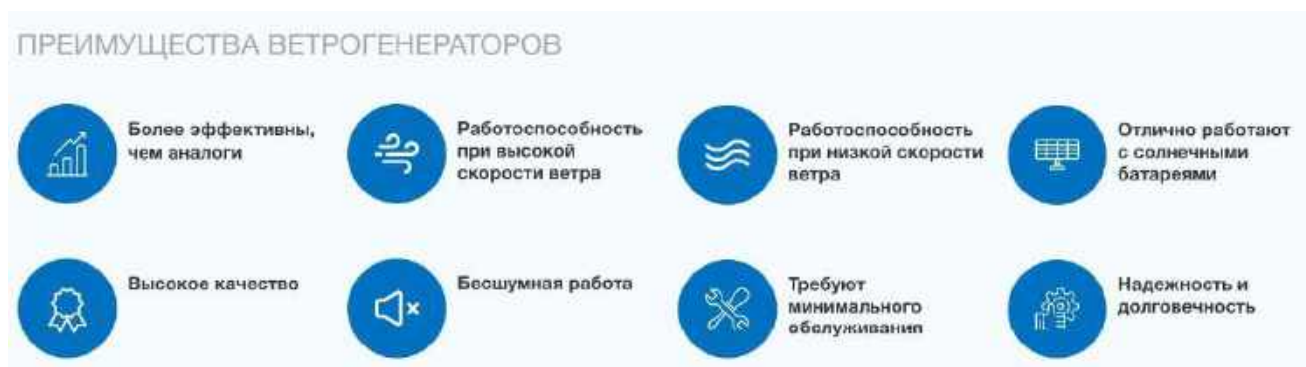 ПРЕИМУЩЕСТВА ВЕТРОГЕНЕРАТОРОВ
Более эффективны,
чем аналоги
Работоспособность
при высокой
скорости ветра
Работоспособность
при низкой скорости
ветра
Отлично работают
с солнечными
батареями
Высокое качество
Бесшумная работа
Требуют
минимального
обслуживания
Надежность и
долговечность